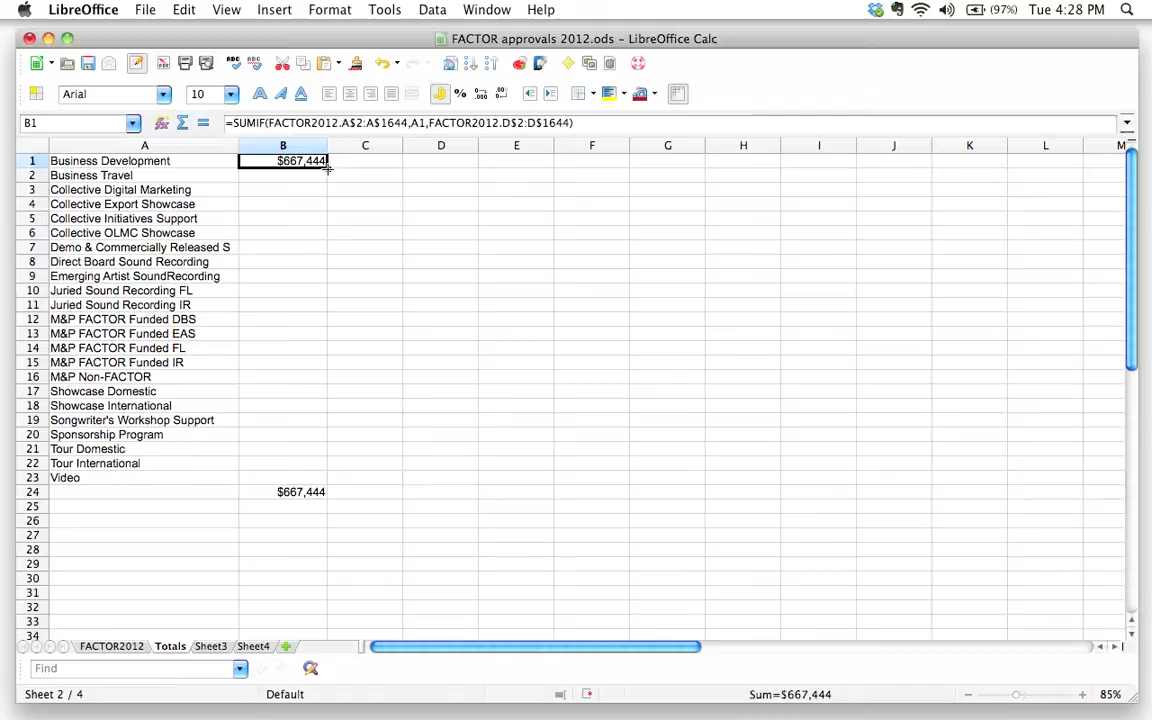 LibreOffice File Edit View Insert Format Tools Data Window Help (97%) Tue 4:28 PM
FACTOR approvals 2012.ods – LibreOffice Calc
Arial 10
B1 =SUMIF(FACTOR2012.A$2:A$1644,A1,FACTOR2012.D$2:D$1644)
A B C D E F G H I J K L M
1 Business Development $667,444
2 Business Travel
3 Collective Digital Marketing
4 Collective Export Showcase
5 Collective Initiatives Support
6 Collective OLMC Showcase
7 Demo & Commercially Released S
8 Direct Board Sound Recording
9 Emerging Artist SoundRecording
10 Juried Sound Recording FL
11 Juried Sound Recording IR
12 M&P FACTOR Funded DBS
13 M&P FACTOR Funded EAS
14 M&P FACTOR Funded FL
15 M&P FACTOR Funded IR
16 M&P Non-FACTOR
17 Showcase Domestic
18 Showcase International
19 Songwriter's Workshop Support
20 Sponsorship Program
21 Tour Domestic
22 Tour International
23 Video
24 $667,444
25
26
27
28
29
30
31
32
33
34
FACTOR2012 Totals Sheet3 Sheet4
Find
Sheet 2 / 4 Default Sum=$667,444 85%